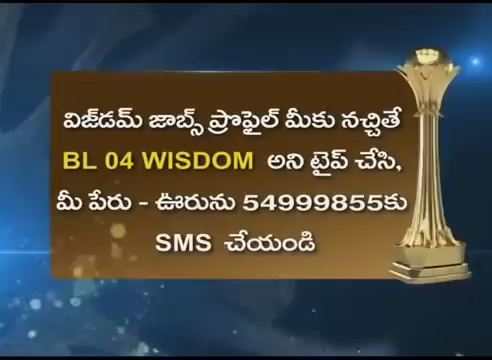 విజ్‌డమ్ జాబ్స్ ప్రొఫైల్ మీకు నచ్చితే
BL 04 WISDOM అని టైప్ చేసి,
మీ పేరు - ఊరును 54999855కు
SMS చేయండి